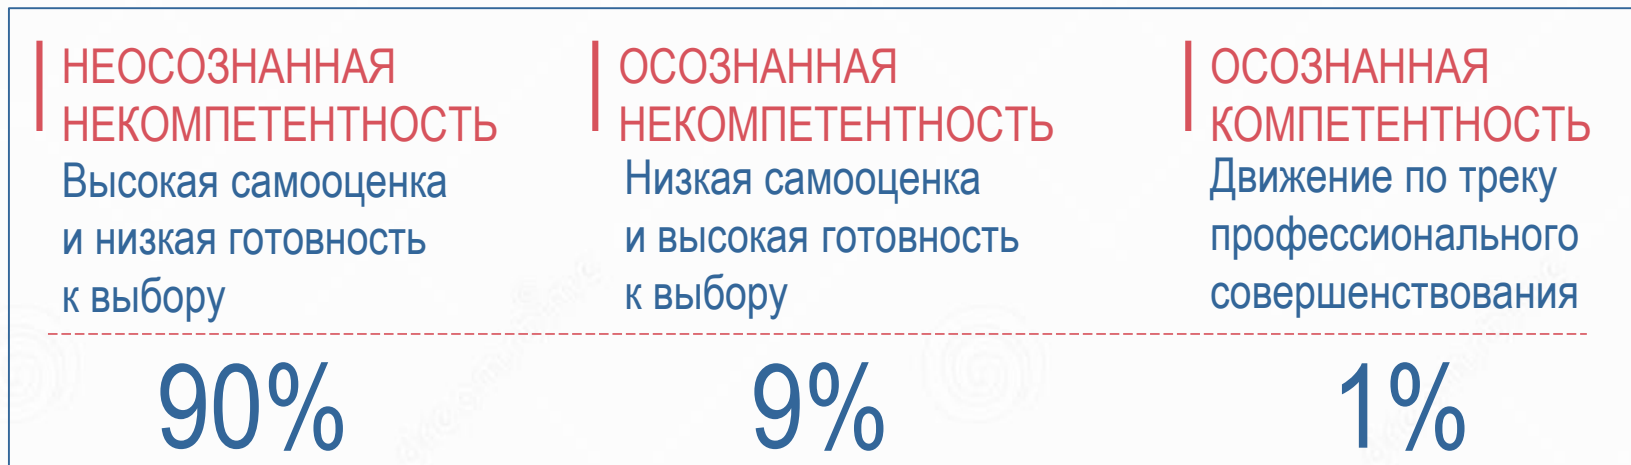 НЕОСОЗНАННАЯ
НЕКОМПЕТЕНТНОСТЬ
Высокая самооценка
и низкая готовность
к выбору
90%
ОСОЗНАННАЯ
НЕКОМПЕТЕНТНОСТЬ
Низкая самооценка
и высокая готовность
к выбору
9%
ОСОЗНАННАЯ
КОМПЕТЕНТНОСТЬ
Движение по треку
профессионального
совершенствования
1%